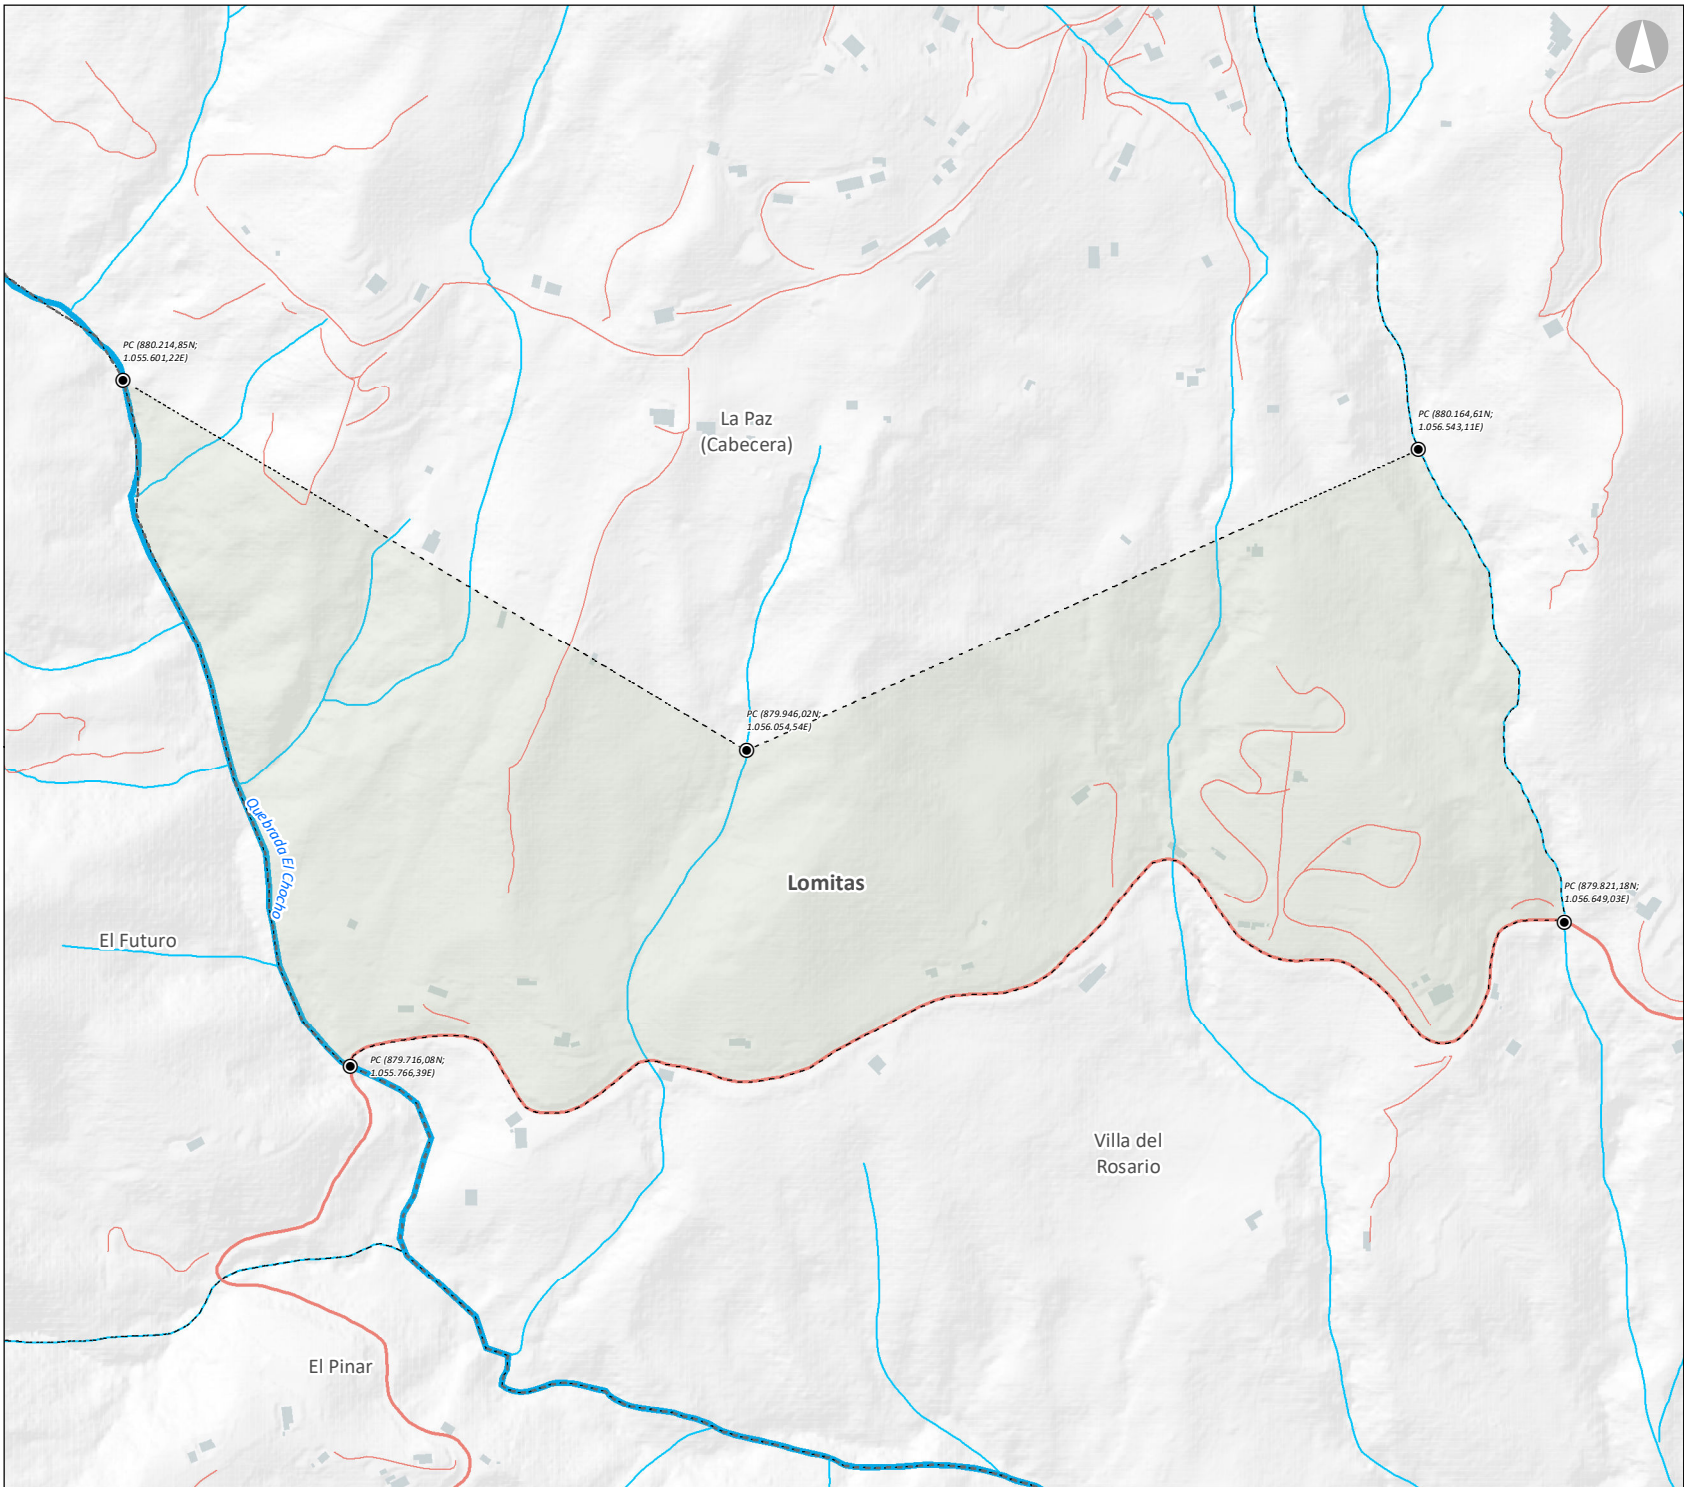 PC (880.214,85N;
1.055.601,22E)
La Paz
(Cabecera)
PC (880.164,61N;
1.056.543,11E)
PC (879.946,02N;
1.056.054,54E)
Quebrada El Chocho
Lomitas
PC (879.821,18N;
1.056.649,03E)
El Futuro
PC (879.716,08N;
1.055.766,39E)
Villa del
Rosario
El Pinar